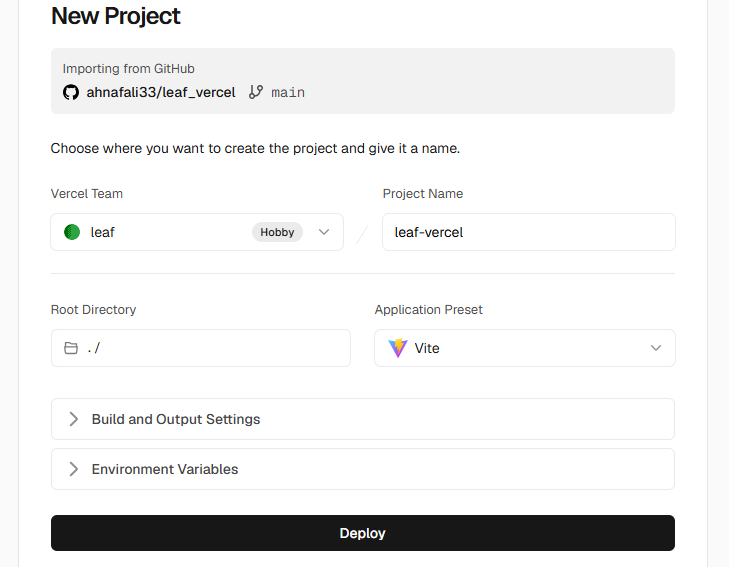 New Project
Importing from GitHub
ahnafali33/leaf_vercel main
Choose where you want to create the project and give it a name.
Vercel Team
Project Name
leaf Hobby
/
leaf-vercel
Root Directory
Application Preset
./
Vite
Build and Output Settings
Environment Variables
Deploy